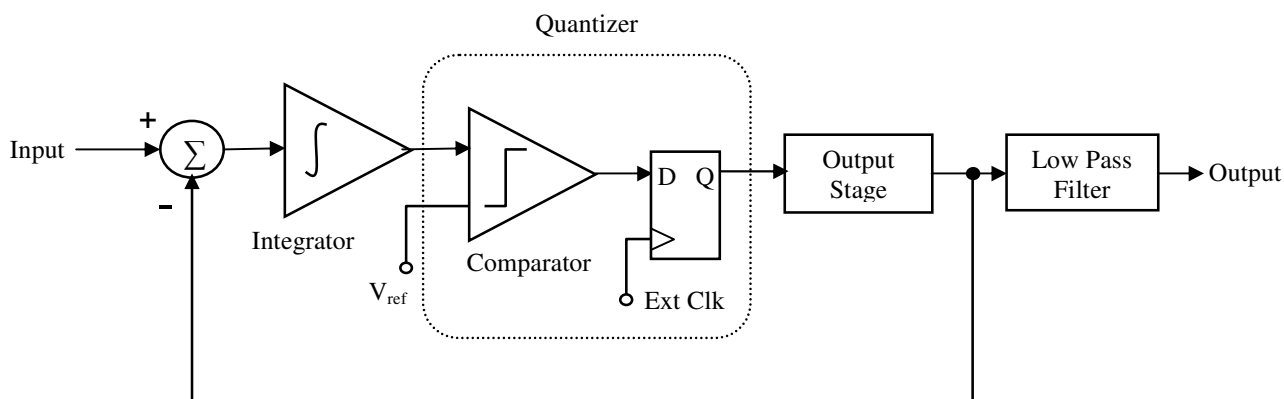 Quantizer
+
Input
Σ
-
∫
Integrator
V_ref
Comparator
D Q
Ext Clk
Output
Stage
Low Pass
Filter
Output